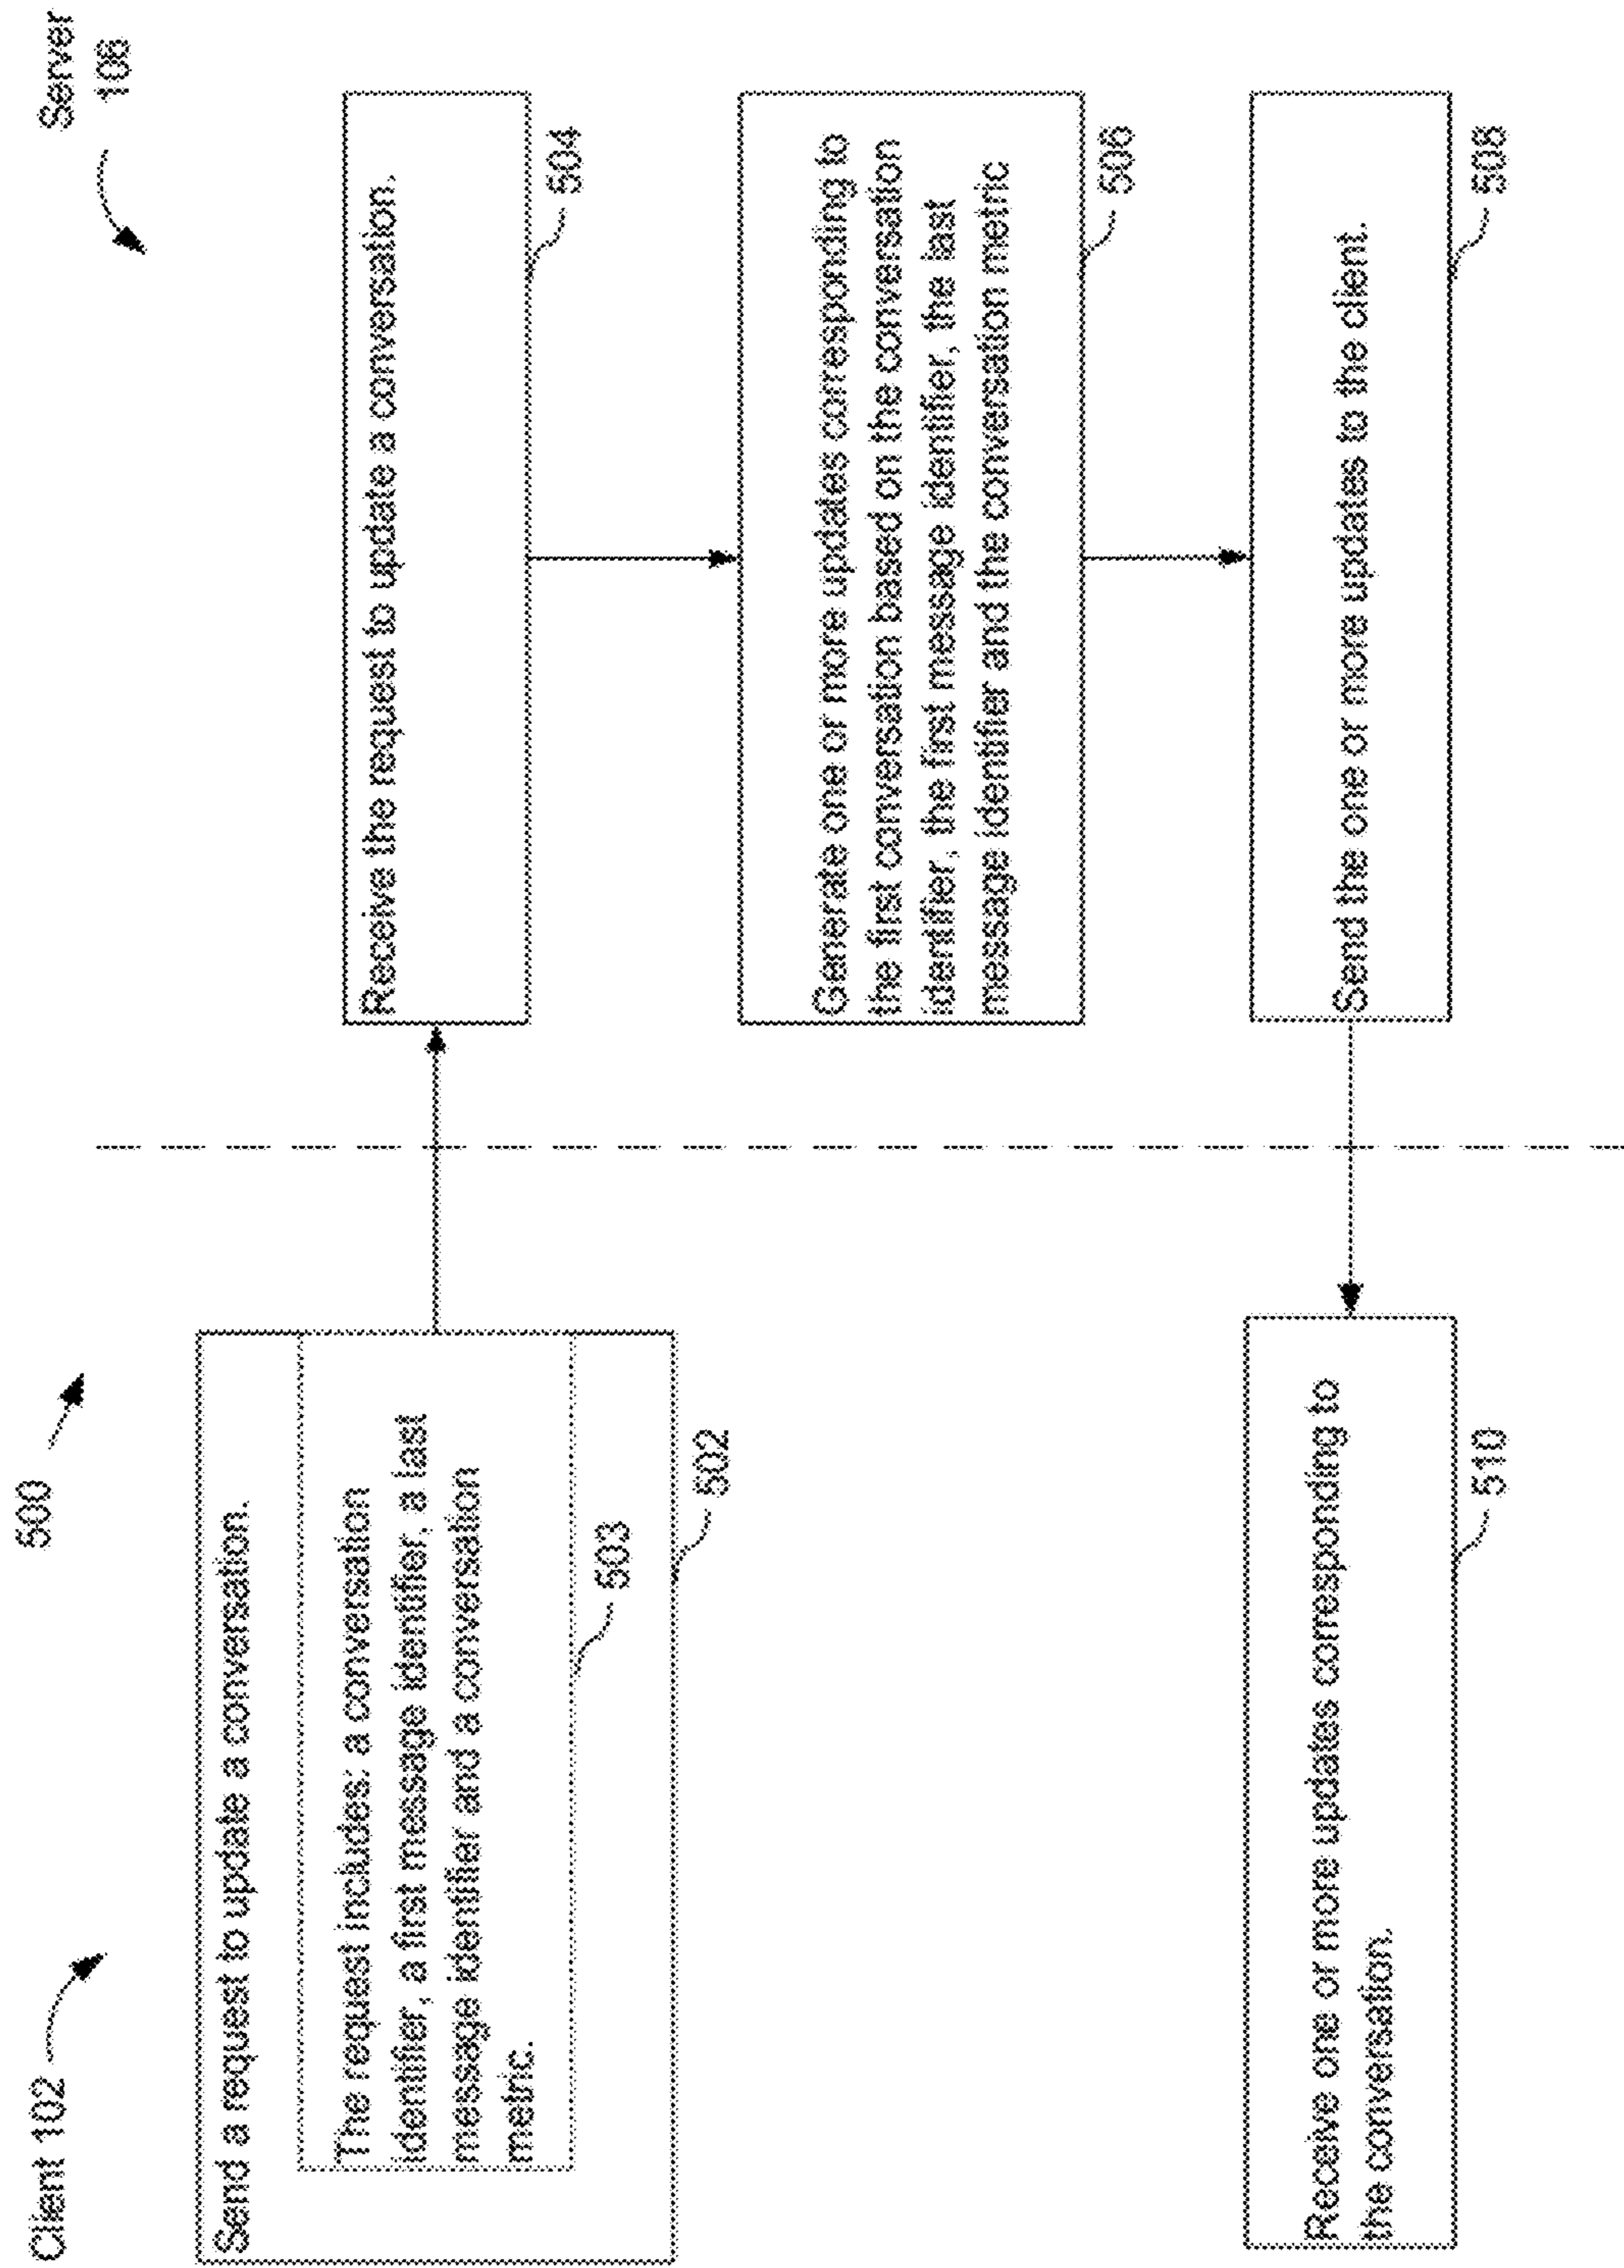 500
Client 102
Server
106
Send a request to update a conversation.
The request includes: a conversation
identifier, a first message identifier, a last
message identifier and a conversation
metric.
503
502
Receive the request to update a conversation.
504
Generate one or more updates corresponding to
the first conversation based on the conversation
identifier, the first message identifier, the last
message identifier and the conversation metric
506
Send the one or more updates to the client.
508
Receive one or more updates corresponding to
the conversation.
510